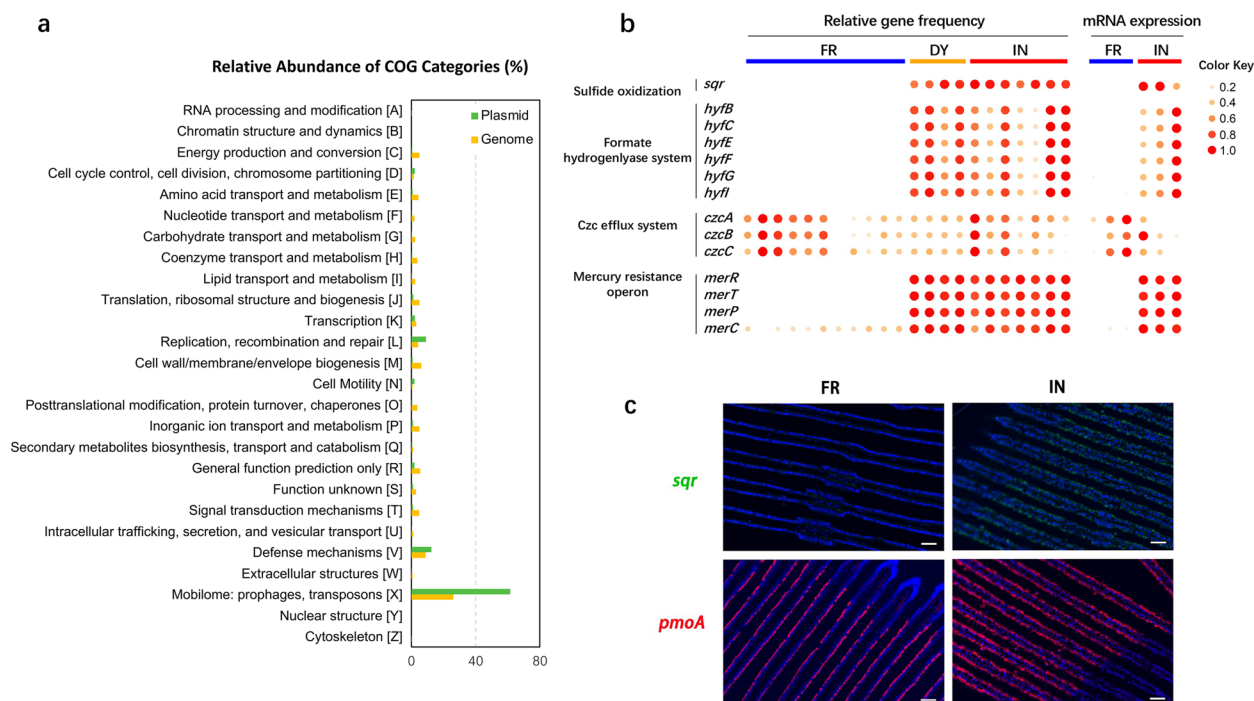 a
Relative Abundance of COG Categories (%)
Plasmid
Genome
RNA processing and modification [A]
Chromatin structure and dynamics [B]
Energy production and conversion [C]
Cell cycle control, cell division, chromosome partitioning [D]
Amino acid transport and metabolism [E]
Nucleotide transport and metabolism [F]
Carbohydrate transport and metabolism [G]
Coenzyme transport and metabolism [H]
Lipid transport and metabolism [I]
Translation, ribosomal structure and biogenesis [J]
Transcription [K]
Replication, recombination and repair [L]
Cell wall/membrane/envelope biogenesis [M]
Cell Motility [N]
Posttranslational modification, protein turnover, chaperones [O]
Inorganic ion transport and metabolism [P]
Secondary metabolites biosynthesis, transport and catabolism [Q]
General function prediction only [R]
Function unknown [S]
Signal transduction mechanisms [T]
Intracellular trafficking, secretion, and vesicular transport [U]
Defense mechanisms [V]
Extracellular structures [W]
Mobilome: prophages, transposons [X]
Nuclear structure [Y]
Cytoskeleton [Z]
0 40 80
b
Relative gene frequency mRNA expression
FR DY IN FR IN
Color Key
0.2
0.4
0.6
0.8
1.0
Sulfide oxidization
sqr
Formate
hydrogenlyase system
hyfB
hyfC
hyfE
hyfF
hyfG
hyfI
Czc efflux system
czcA
czcB
czcC
Mercury resistance
operon
merR
merT
merP
merC
c
FR IN
sqr
pmoA